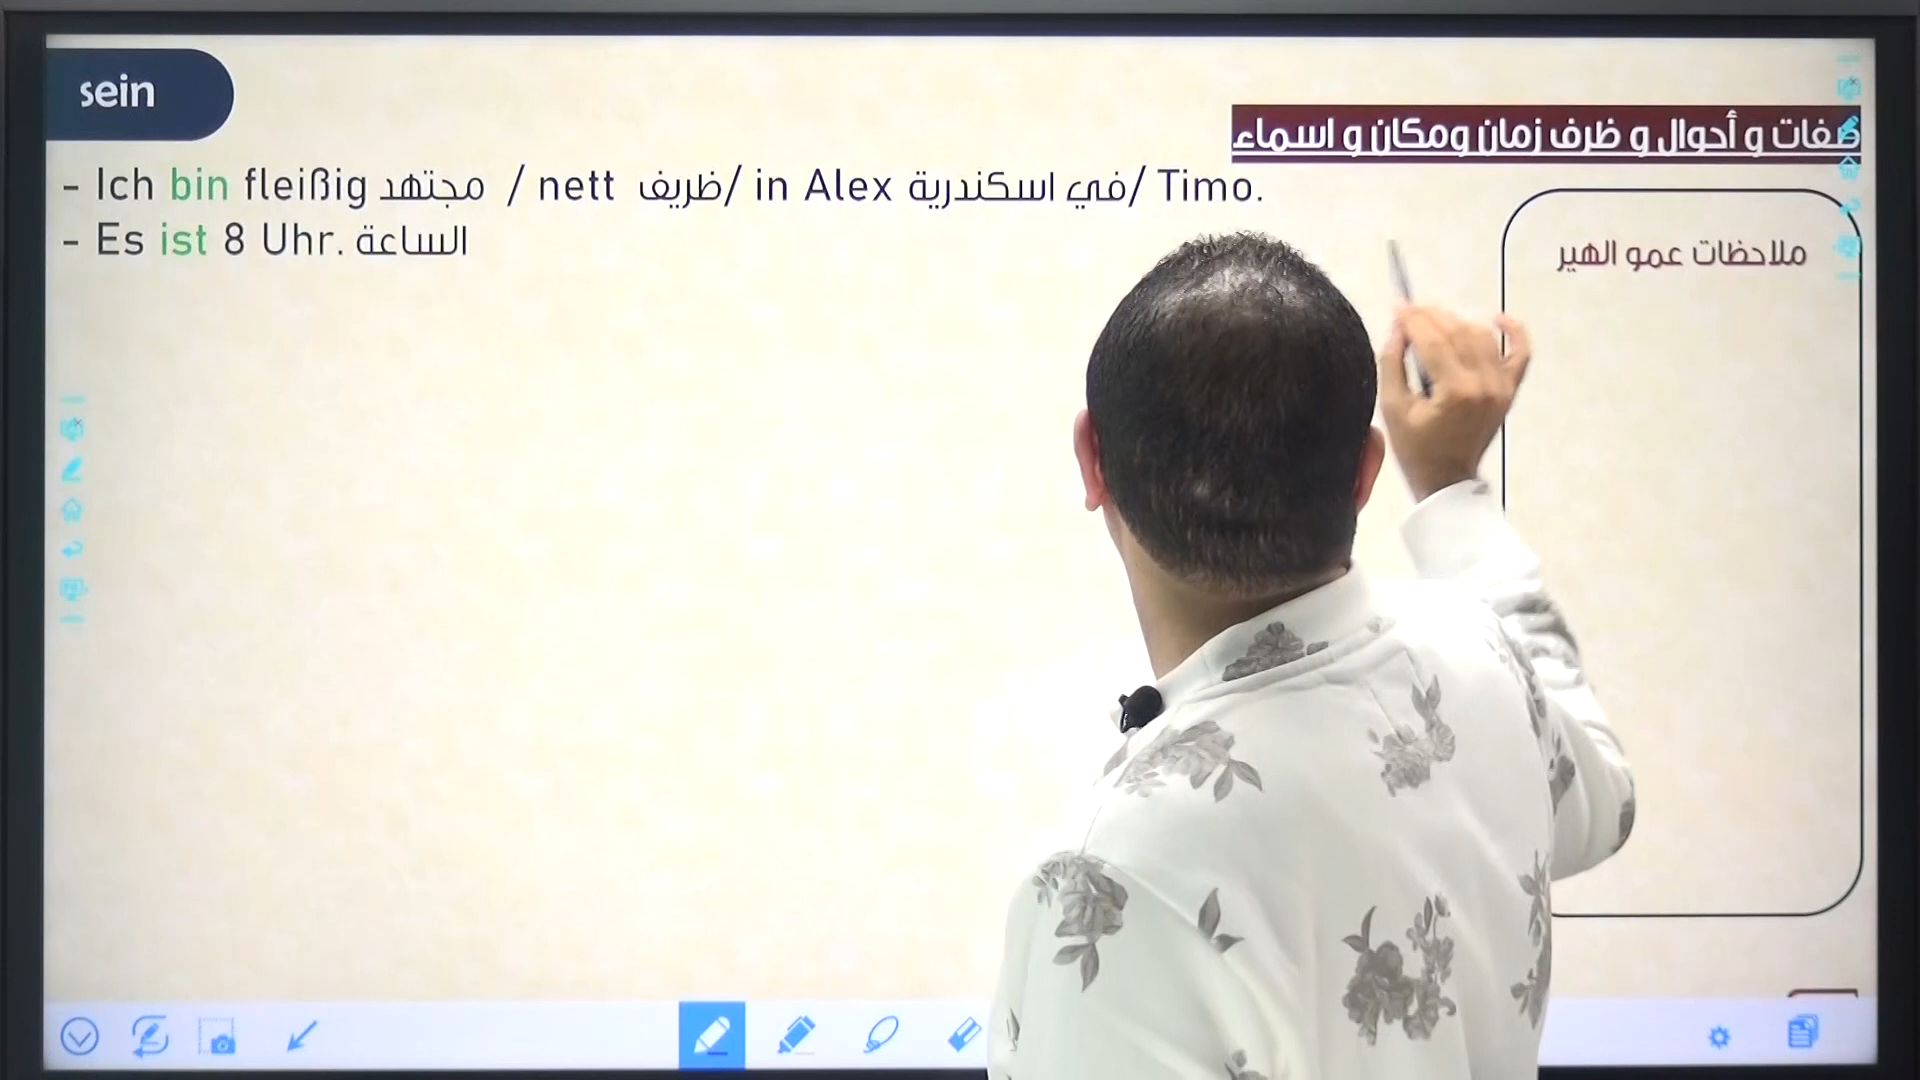 sein
صفات و أحوال و ظرف زمان ومكان و اسماء
- Ich bin fleißig مجتهد / nett ظريف/ in Alex في اسكندرية/ Timo.
- Es ist 8 Uhr. الساعة
ملاحظات عمو الهير